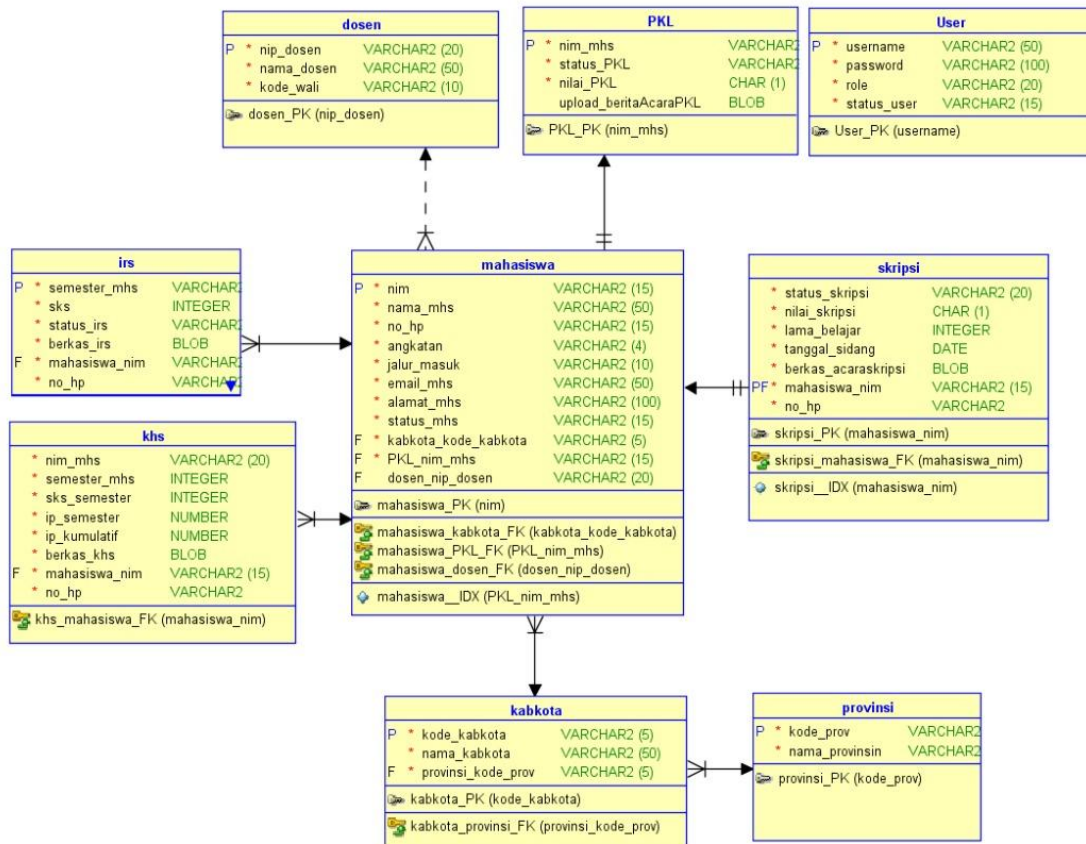 dosen
P * nip_dosen VARCHAR2 (20)
* nama_dosen VARCHAR2 (50)
* kode_wali VARCHAR2 (10)
dosen_PK (nip_dosen)
PKL
P * nim_mhs VARCHAR2
* status_PKL VARCHAR2
* nilai_PKL CHAR (1)
upload_beritaAcaraPKL BLOB
PKL_PK (nim_mhs)
User
P * username VARCHAR2 (50)
* password VARCHAR2 (100)
* role VARCHAR2 (20)
* status_user VARCHAR2 (15)
User_PK (username)
irs
P * semester_mhs VARCHAR2
* sks INTEGER
* status_irs VARCHAR2
* berkas_irs BLOB
F * mahasiswa_nim VARCHAR2
* no_hp VARCHAR2
mahasiswa
P * nim VARCHAR2 (15)
* nama_mhs VARCHAR2 (50)
* no_hp VARCHAR2 (15)
* angkatan VARCHAR2 (4)
* jalur_masuk VARCHAR2 (10)
* email_mhs VARCHAR2 (50)
* alamat_mhs VARCHAR2 (100)
* status_mhs VARCHAR2 (15)
F * kabkota_kode_kabkota VARCHAR2 (5)
F * PKL_nim_mhs VARCHAR2 (15)
F dosen_nip_dosen VARCHAR2 (20)
mahasiswa_PK (nim)
mahasiswa_kabkota_FK (kabkota_kode_kabkota)
mahasiswa_PKL_FK (PKL_nim_mhs)
mahasiswa_dosen_FK (dosen_nip_dosen)
mahasiswa__IDX (PKL_nim_mhs)
skripsi
* status_skripsi VARCHAR2 (20)
* nilai_skripsi CHAR (1)
* lama_belajar INTEGER
* tanggal_sidang DATE
* berkas_acaraskripsi BLOB
PF * mahasiswa_nim VARCHAR2 (15)
* no_hp VARCHAR2
skripsi_PK (mahasiswa_nim)
skripsi_mahasiswa_FK (mahasiswa_nim)
skripsi__IDX (mahasiswa_nim)
khs
* nim_mhs VARCHAR2 (20)
* semester_mhs INTEGER
* sks_semester INTEGER
* ip_semester NUMBER
* ip_kumulatif NUMBER
* berkas_khs BLOB
F * mahasiswa_nim VARCHAR2 (15)
* no_hp VARCHAR2
khs_mahasiswa_FK (mahasiswa_nim)
kabkota
P * kode_kabkota VARCHAR2 (5)
* nama_kabkota VARCHAR2 (50)
F * provinsi_kode_prov VARCHAR2 (5)
kabkota_PK (kode_kabkota)
kabkota_provinsi_FK (provinsi_kode_prov)
provinsi
P * kode_prov VARCHAR2
* nama_provinsin VARCHAR2
provinsi_PK (kode_prov)